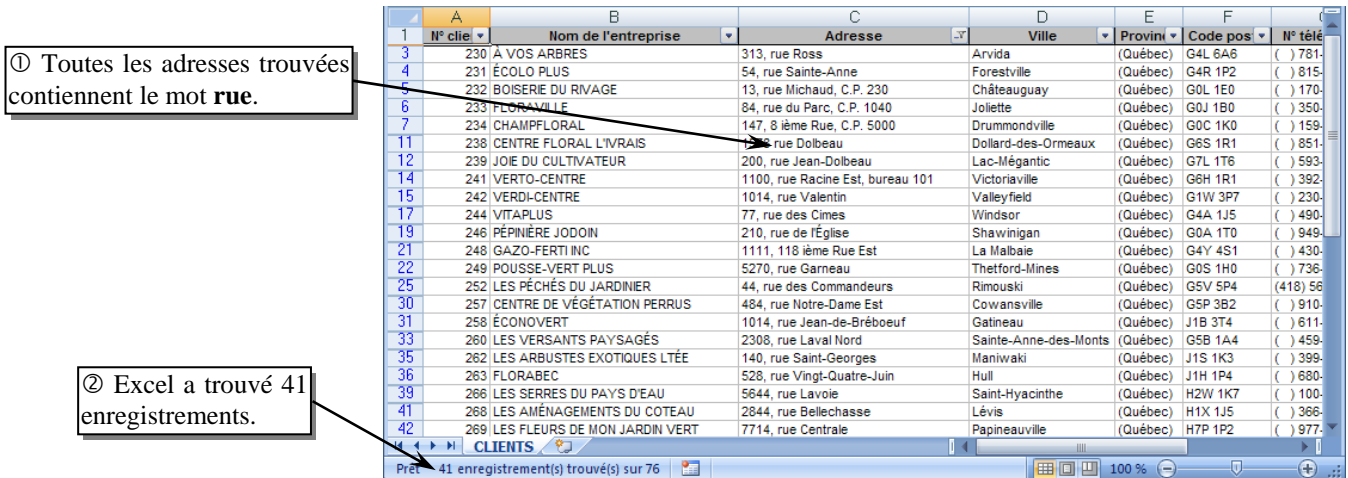 ① Toutes les adresses trouvées
contiennent le mot rue.
② Excel a trouvé 41
enregistrements.
A B C D E F
1 N° clie Nom de l'entreprise Adresse Ville Provin Code pos N° télé
3 230 À VOS ARBRES 313, rue Ross Arvida (Québec) G4L 6A6 ( ) 781-
4 231 ÉCOLO PLUS 54, rue Sainte-Anne Forestville (Québec) G4R 1P2 ( ) 815-
5 232 BOISERIE DU RIVAGE 13, rue Michaud, C.P. 230 Châteauguay (Québec) G0L 1E0 ( ) 170-
6 233 FLORAVILLE 84, rue du Parc, C.P. 1040 Joliette (Québec) G0J 1B0 ( ) 350-
7 234 CHAMPFLORAL 147, 8 ième Rue, C.P. 5000 Drummondville (Québec) G0C 1K0 ( ) 159-
11 238 CENTRE FLORAL L'IVRAIS rue Dolbeau Dollard-des-Ormeaux (Québec) G6S 1R1 ( ) 851-
12 239 JOIE DU CULTIVATEUR 200, rue Jean-Dolbeau Lac-Mégantic (Québec) G7L 1T6 ( ) 593-
14 241 VERTO-CENTRE 1100, rue Racine Est, bureau 101 Victoriaville (Québec) G6H 1R1 ( ) 392-
15 242 VERDI-CENTRE 1014, rue Valentin Valleyfield (Québec) G1W 3P7 ( ) 230-
17 244 VITAPLUS 77, rue des Cimes Windsor (Québec) G4A 1J5 ( ) 490-
19 246 PÉPINIÈRE JODOIN 210, rue de l'Église Shawinigan (Québec) G0A 1T0 ( ) 949-
21 248 GAZO-FERTI INC 1111, 118 ième Rue Est La Malbaie (Québec) G4Y 4S1 ( ) 430-
22 249 POUSSE-VERT PLUS 5270, rue Garneau Thetford-Mines (Québec) G0S 1H0 ( ) 736-
25 252 LES PÉCHÉS DU JARDINIER 44, rue des Commandeurs Rimouski (Québec) G5V 5P4 (418) 56
30 257 CENTRE DE VÉGÉTATION PERRUS 484, rue Notre-Dame Est Cowansville (Québec) G5P 3B2 ( ) 910-
31 258 ÉCONOVERT 1014, rue Jean-de-Bréboeuf Gatineau (Québec) J1B 3T4 ( ) 611-
33 260 LES VERSANTS PAYSAGÉS 2308, rue Laval Nord Sainte-Anne-des-Monts (Québec) G5B 1A4 ( ) 459-
35 262 LES ARBUSTES EXOTIQUES LTÉE 140, rue Saint-Georges Maniwaki (Québec) J1S 1K3 ( ) 399-
36 263 FLORABEC 528, rue Vingt-Quatre-Juin Hull (Québec) J1H 1P4 ( ) 680-
39 266 LES SERRES DU PAYS D'EAU 5644, rue Lavoie Saint-Hyacinthe (Québec) H2W 1K7 ( ) 100-
41 268 LES AMÉNAGEMENTS DU COTEAU 2844, rue Bellechasse Lévis (Québec) H1X 1J5 ( ) 366-
42 269 LES FLEURS DE MON JARDIN VERT 7714, rue Centrale Papineauville (Québec) H7P 1P2 ( ) 977-
CLIENTS
Prêt 41 enregistrement(s) trouvé(s) sur 76 100 %